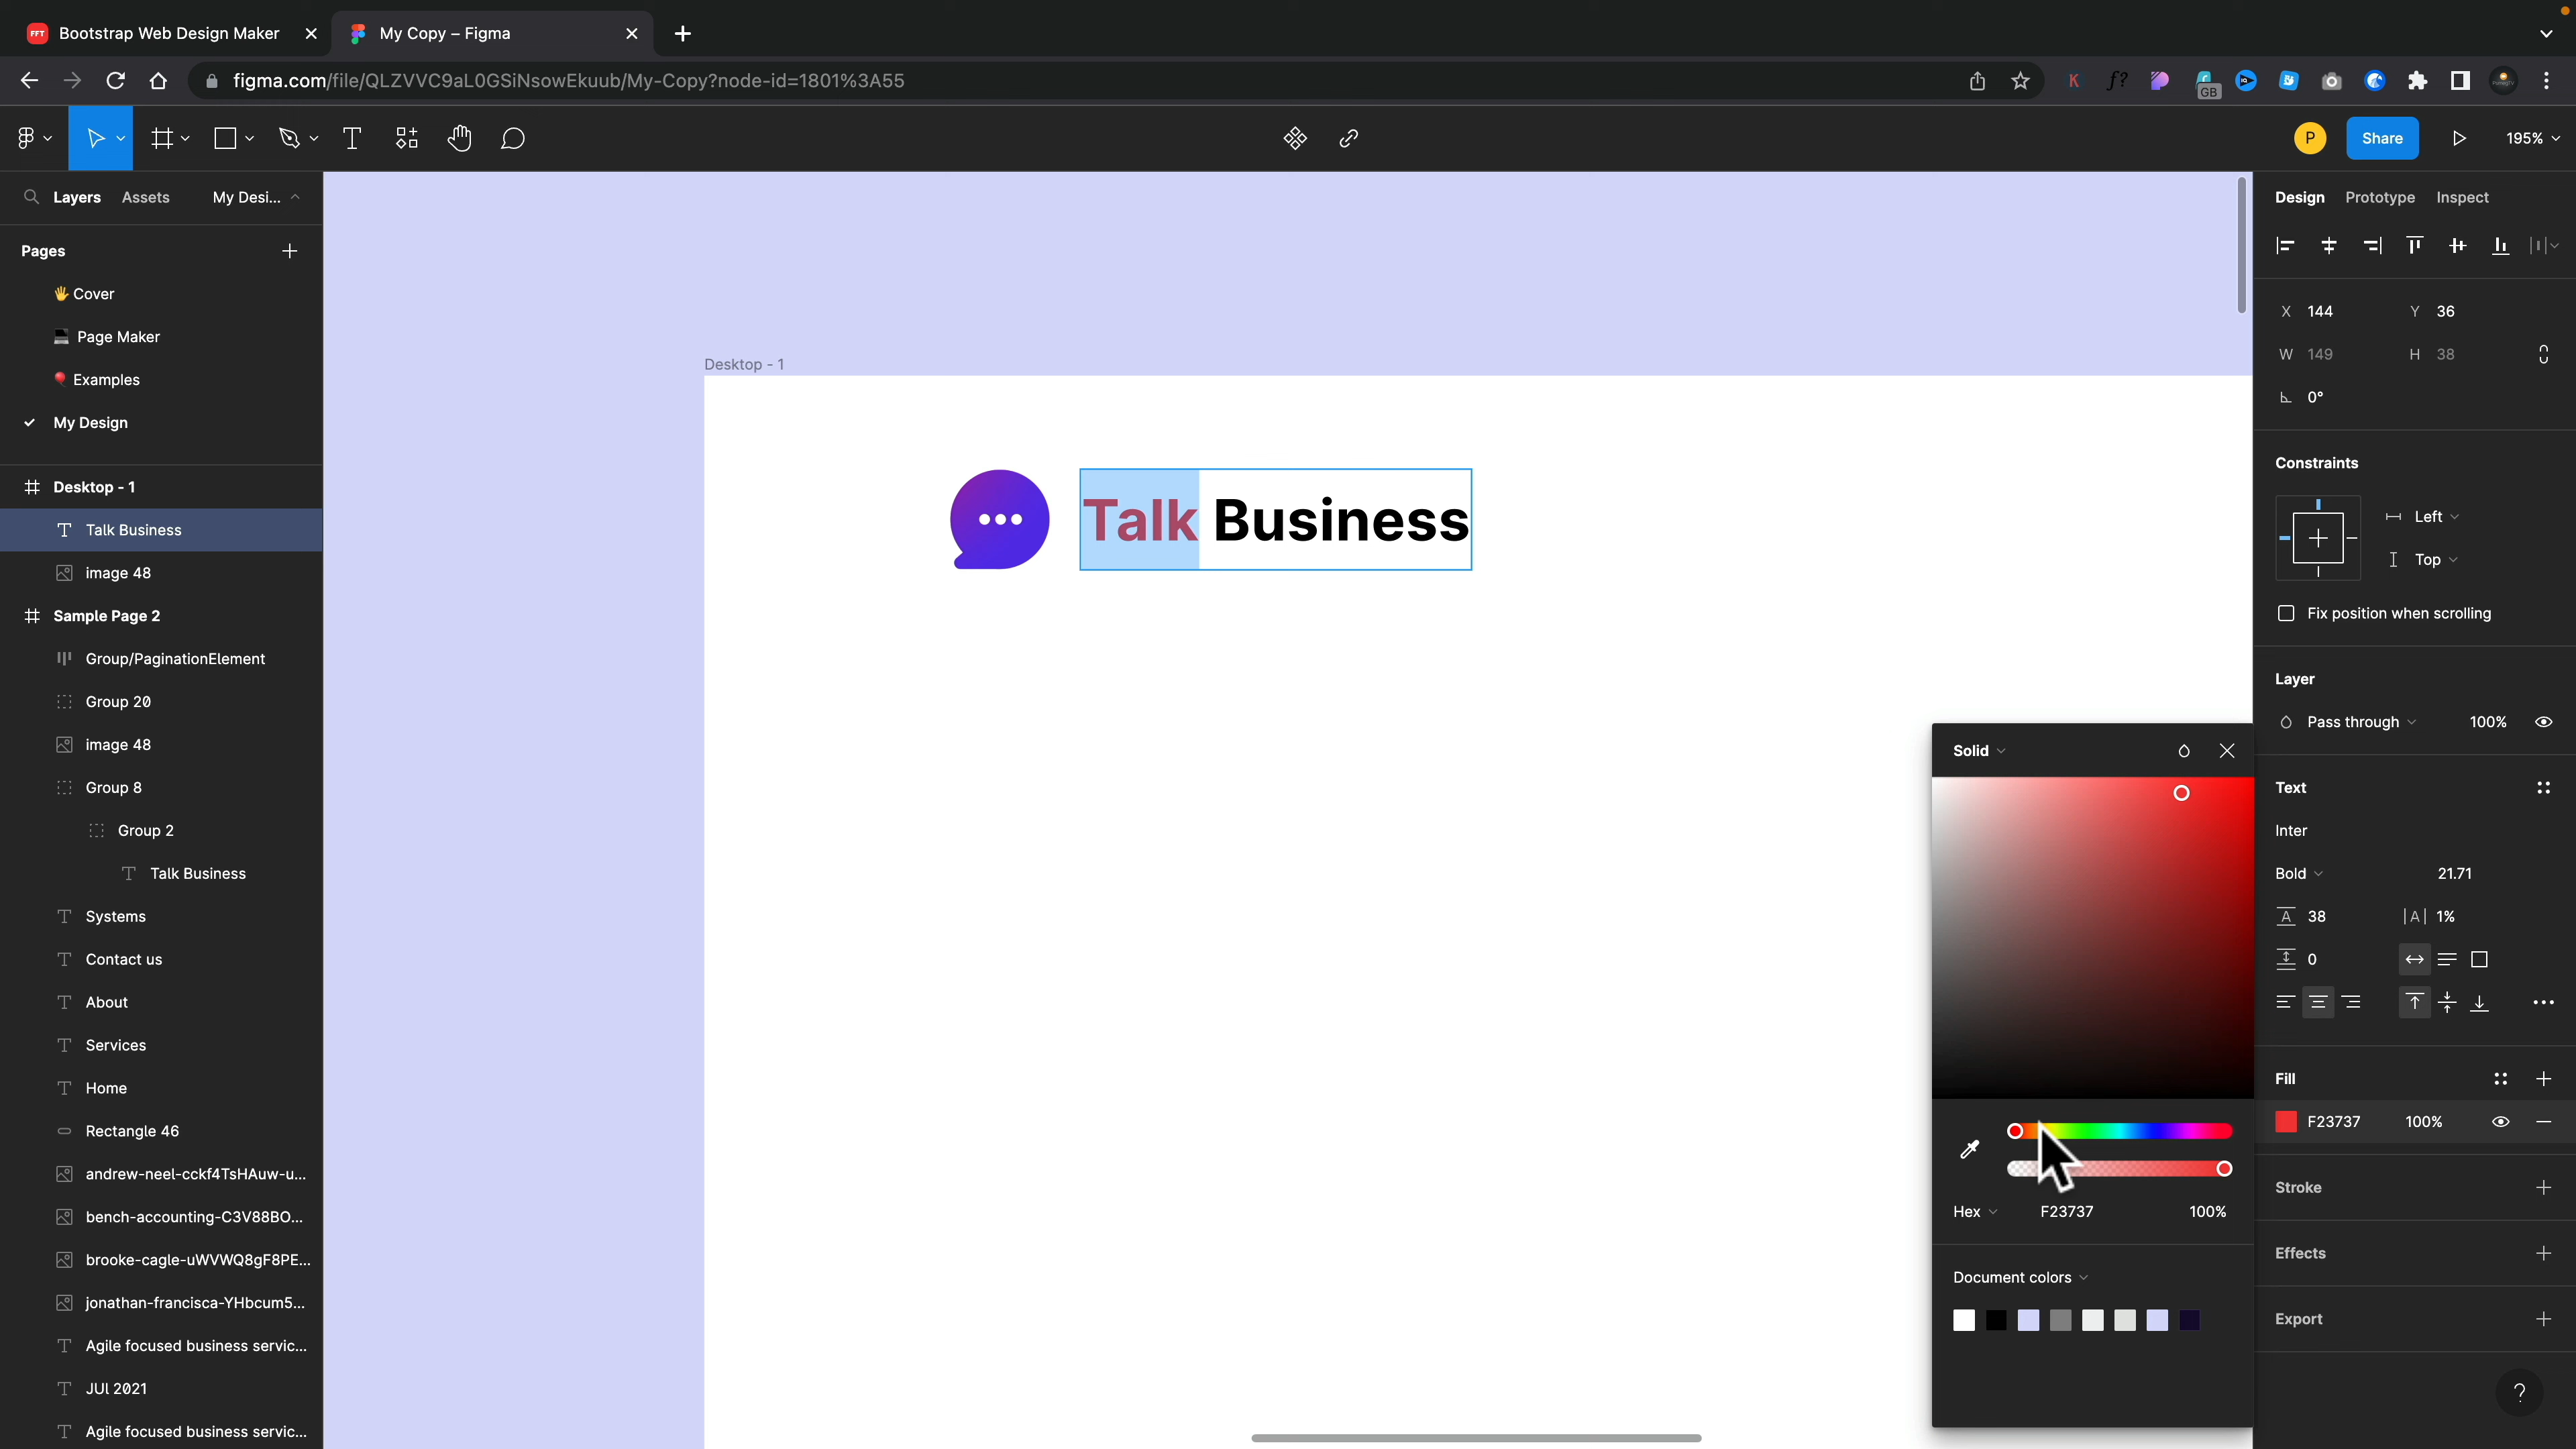 FFT Bootstrap Web Design Maker
My Copy – Figma
figma.com/file/QLZVVC9aL0GSiNsowEkuub/My-Copy?node-id=1801%3A55
K
f?
GB
P
Share
195%
Layers
Assets
My Desi...
Pages
Cover
Page Maker
Examples
My Design
Desktop - 1
Talk Business
image 48
Sample Page 2
Group/PaginationElement
Group 20
image 48
Group 8
Group 2
Talk Business
Systems
Contact us
About
Services
Home
Rectangle 46
andrew-neel-cckf4TsHAuw-u...
bench-accounting-C3V88BO...
brooke-cagle-uWVWQ8gF8PE...
jonathan-francisca-YHbcum5...
Agile focused business servic...
JUl 2021
Agile focused business servic...
Desktop - 1
Talk Business
Solid
Hex F23737 100%
Document colors
Design Prototype Inspect
X 144 Y 36
W 149 H 38
0°
Constraints
Left
Top
Fix position when scrolling
Layer
Pass through 100%
Text
Inter
Bold 21.71
A 38 |A| 1%
0
Fill
F23737 100%
Stroke
Effects
Export
?